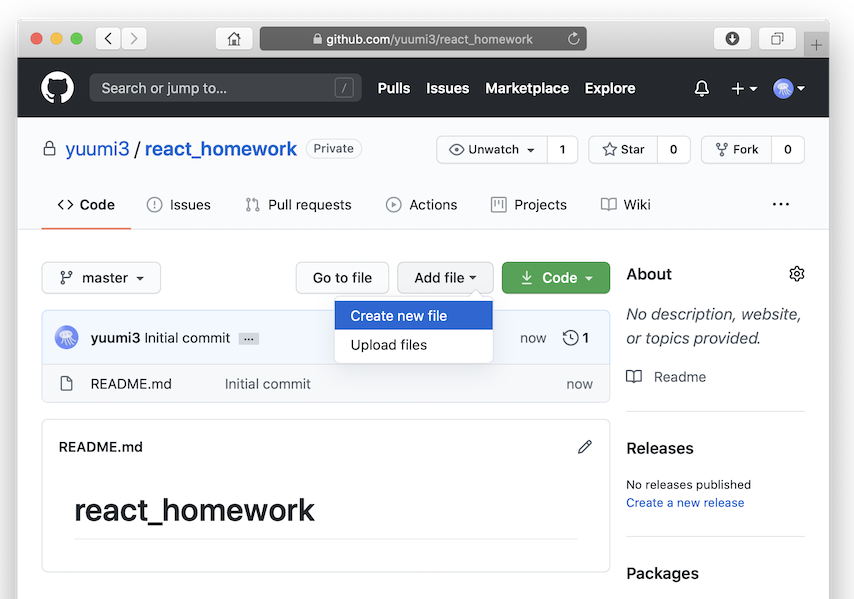 github.com/yuumi3/react_homework
Search or jump to... /
Pulls Issues Marketplace Explore
yuumi3 / react_homework Private
Unwatch 1 Star 0 Fork 0
Code Issues Pull requests Actions Projects Wiki ...
master Go to file Add file Code
Create new file
Upload files
yuumi3 Initial commit ... now 1
README.md Initial commit now
README.md
react_homework
About
No description, website,
or topics provided.
Readme
Releases
No releases published
Create a new release
Packages